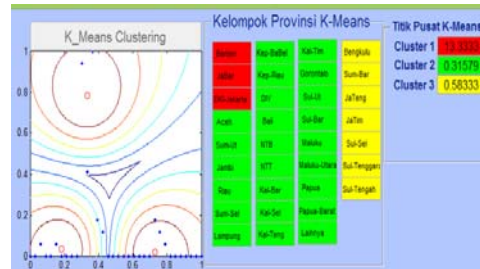 K_Means Clustering
1
0.8
0.6
0.4
0.2
0
0.2 0.4 0.6 0.8 1
Kelompok Provinsi K-Means
Banten Kep-BaBel Kal-Tim Bengkulu
JaBar Kep-Riau Gorontalo Sum-Bar
DKI-Jakarta DIY Sul-Ut JaTeng
Aceh Bali Sul-Bar JaTim
Sum-Ut NTB Maluku Sul-Sel
Jambi NTT Maluku-Utara Sul-Tenggara
Riau Kal-Bar Papua Sul-Tengah
Sum-Sel Kal-Sel Papua-Barat
Lampung Kal-Teng Lainnya
Titik Pusat K-Means
Cluster 1 13.3333
Cluster 2 0.31579
Cluster 3 0.58333